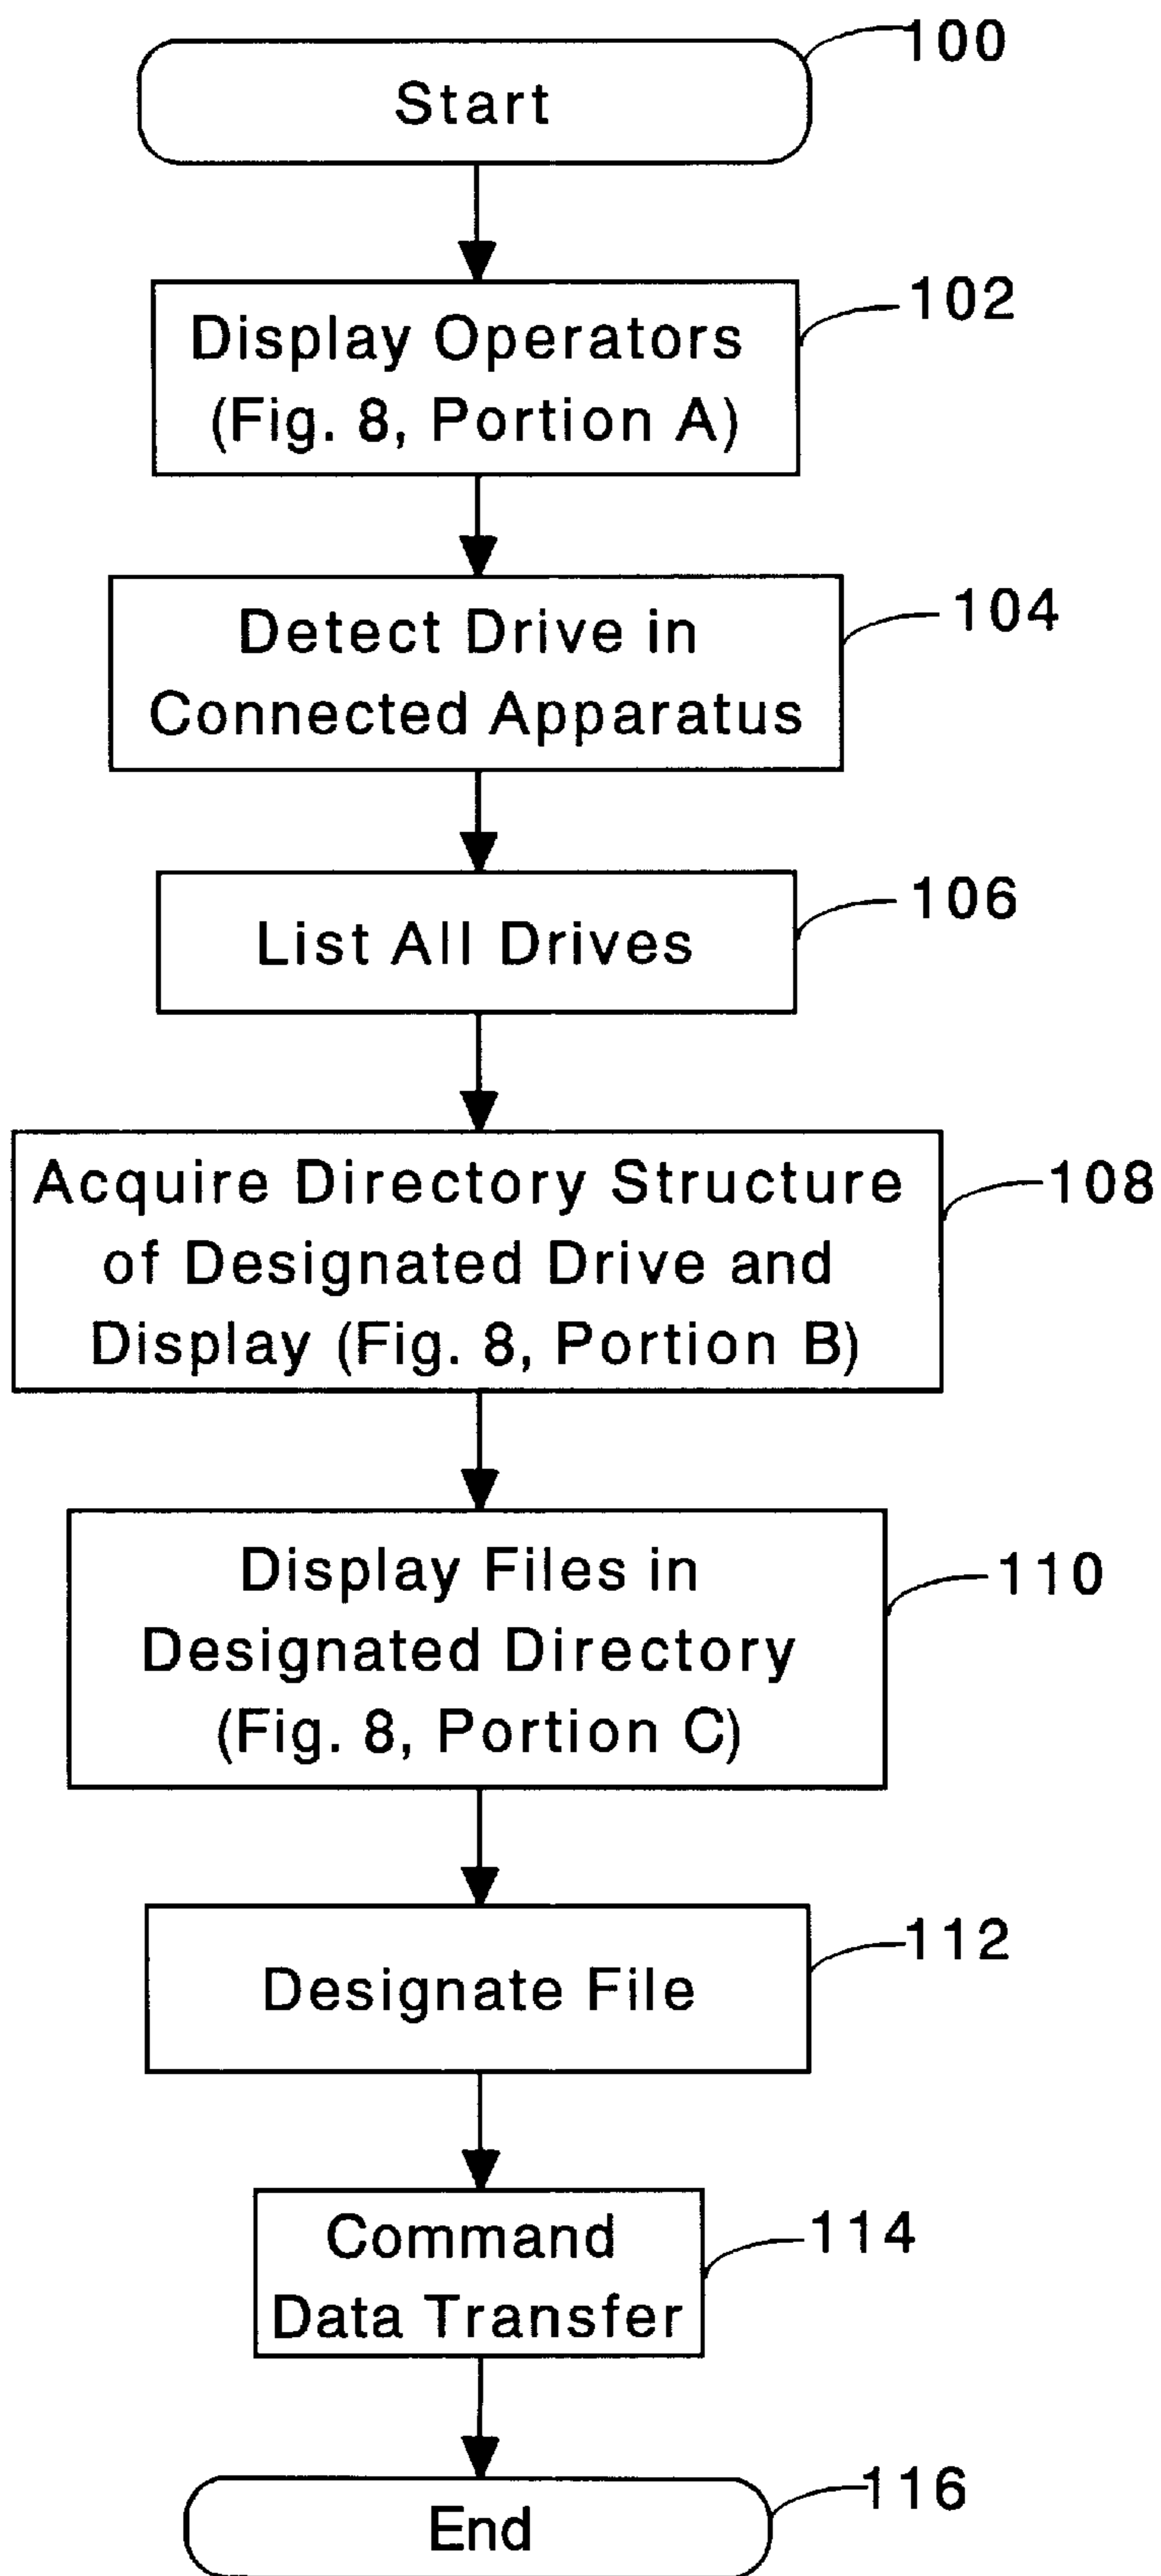 100
Start
102
Display Operators
(Fig. 8, Portion A)
104
Detect Drive in
Connected Apparatus
106
List All Drives
108
Acquire Directory Structure
of Designated Drive and
Display (Fig. 8, Portion B)
110
Display Files in
Designated Directory
(Fig. 8, Portion C)
112
Designate File
114
Command
Data Transfer
116
End